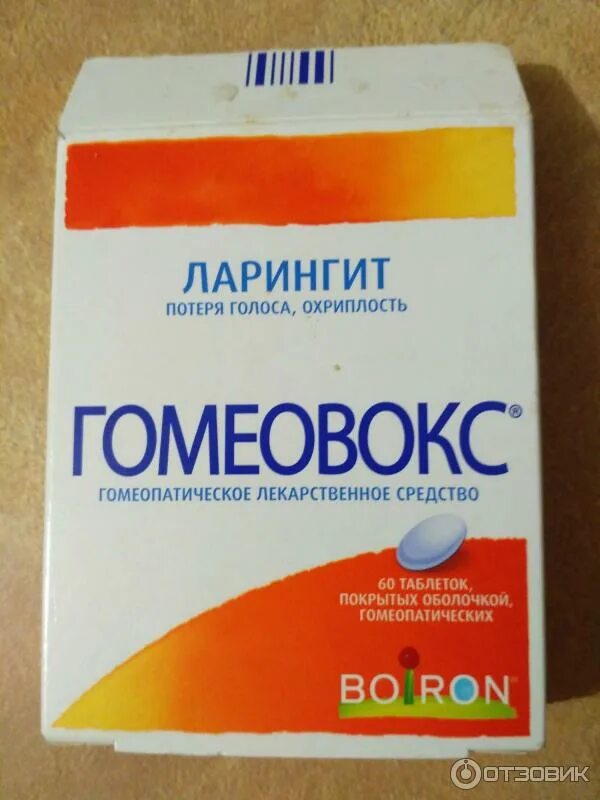 ЛАРИНГИТ
ПОТЕРЯ ГОЛОСА, ОХРИПЛОСТЬ
ГОМЕОВОКС®
ГОМЕОПАТИЧЕСКОЕ ЛЕКАРСТВЕННОЕ СРЕДСТВО
60 ТАБЛЕТОК,
ПОКРЫТЫХ ОБОЛОЧКОЙ,
ГОМЕОПАТИЧЕСКИХ
BOIRON
ОТЗОВИК